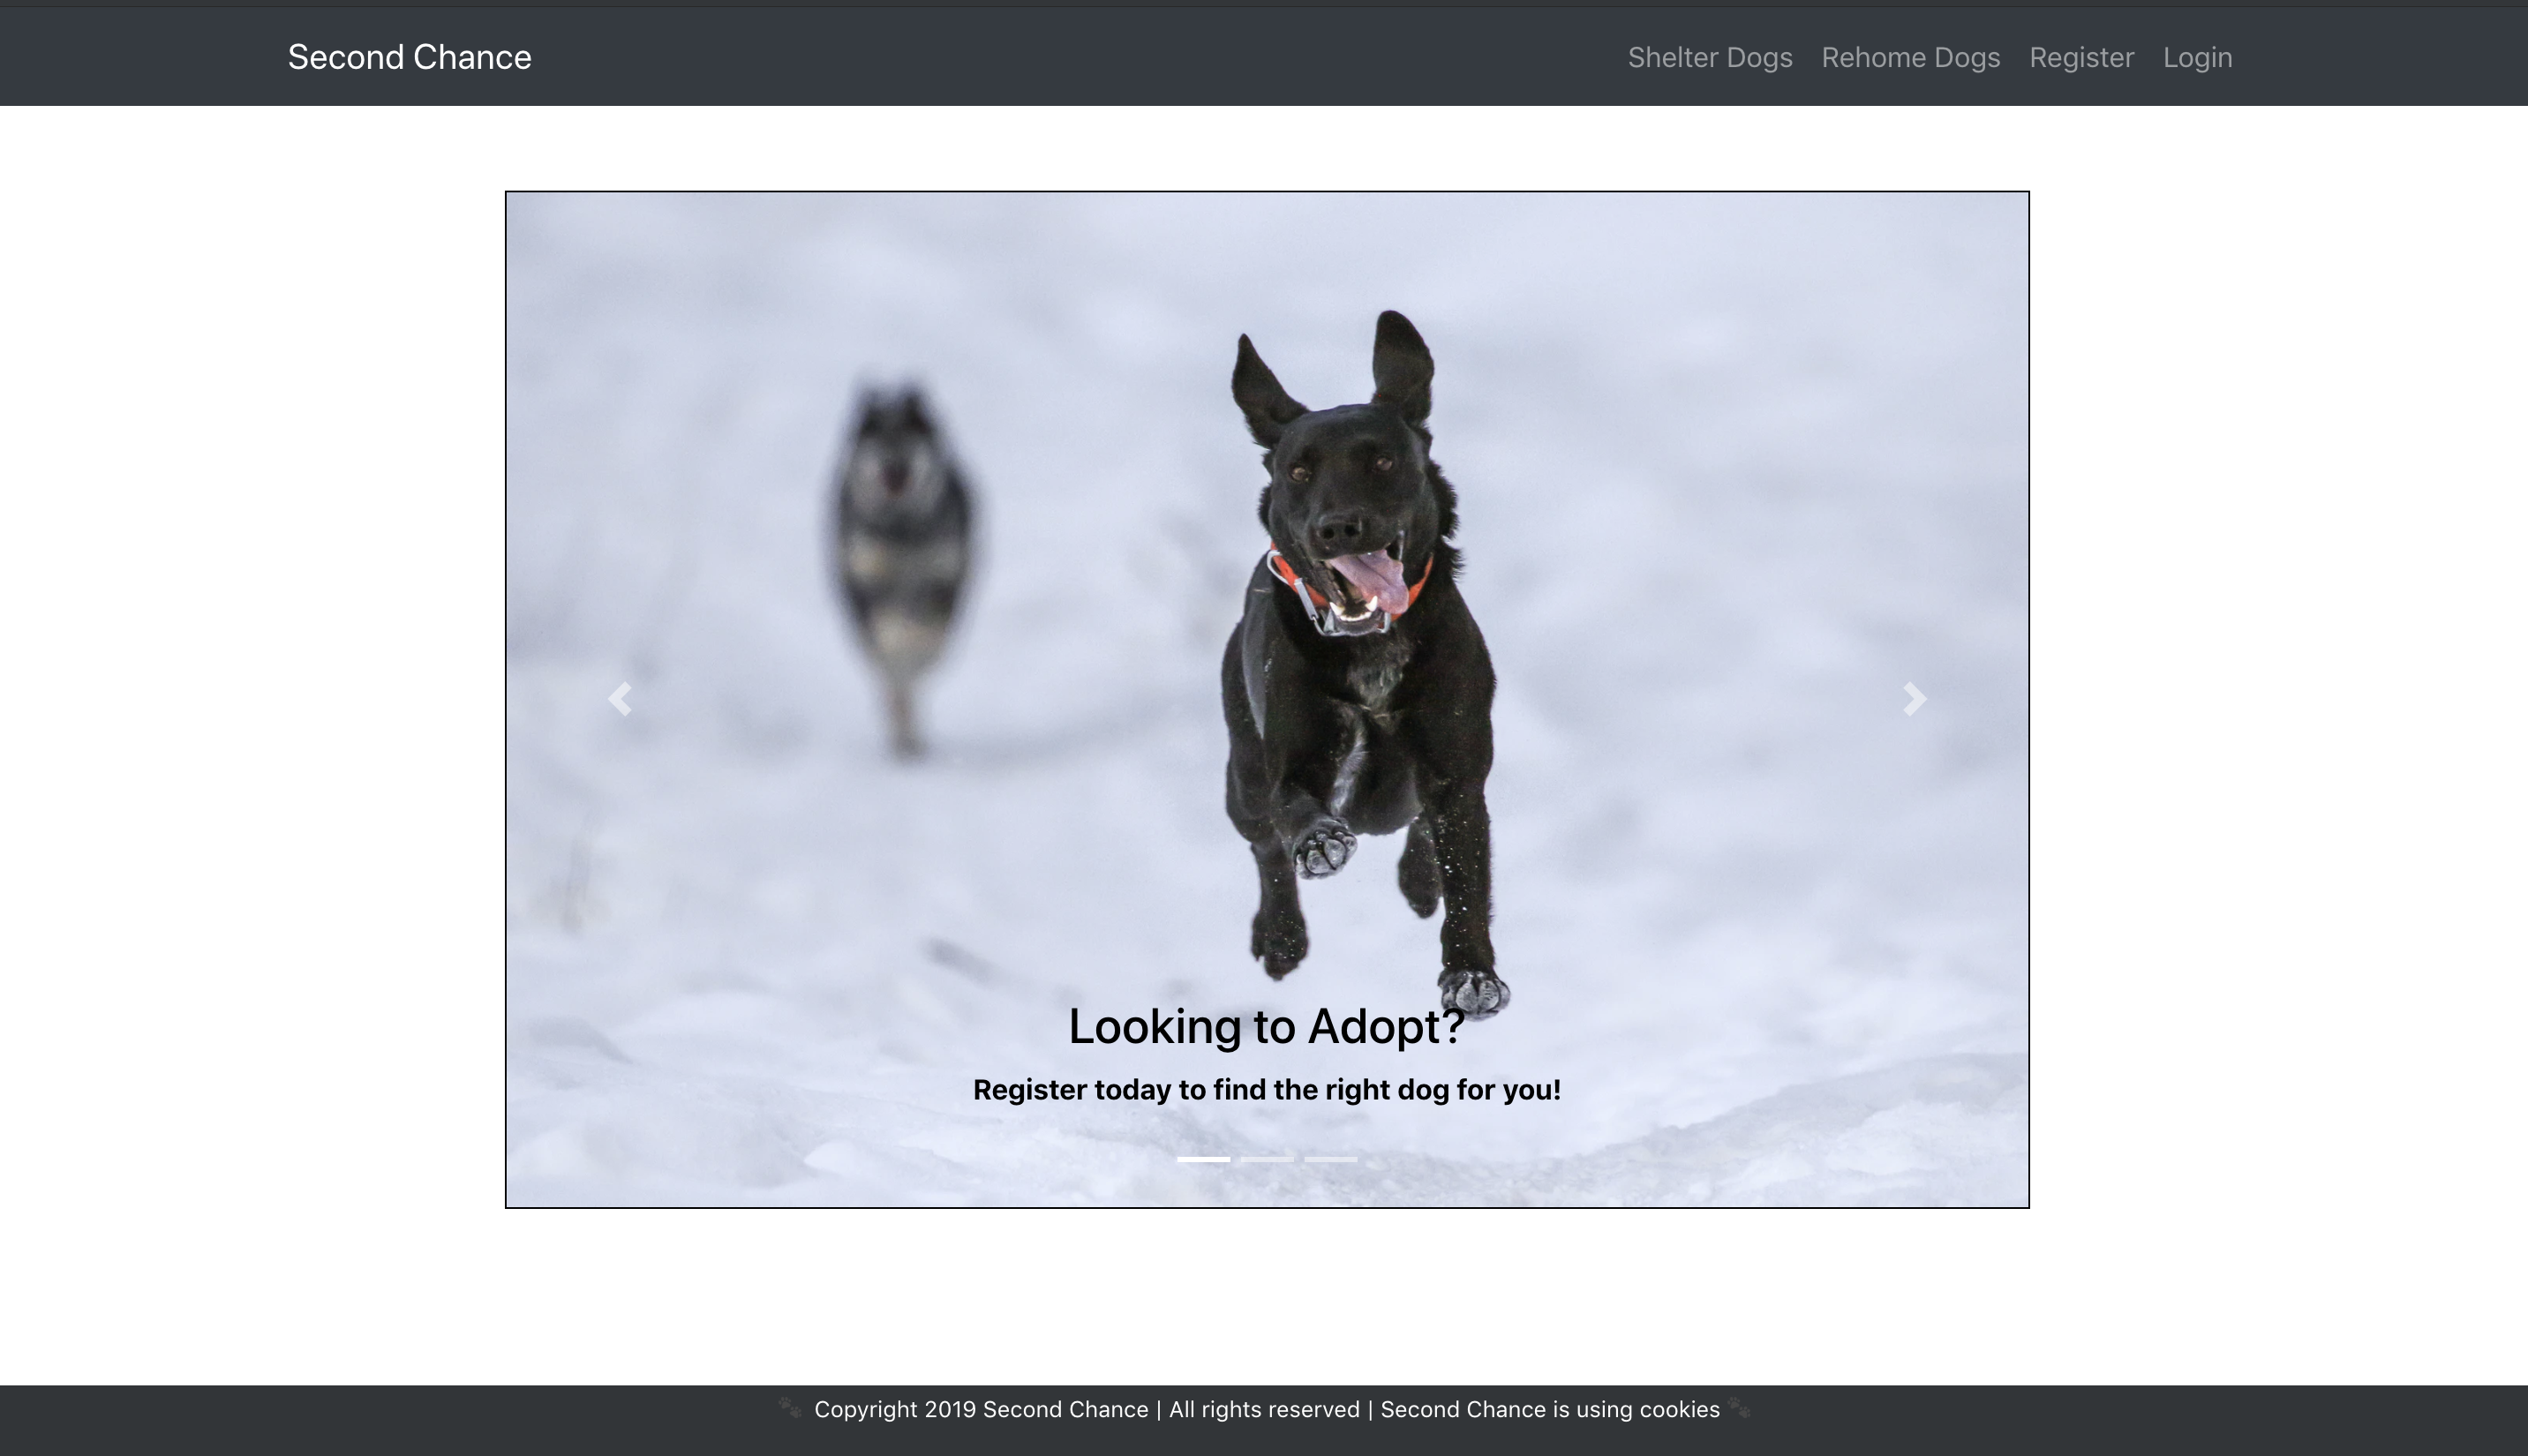 Second Chance
Shelter Dogs Rehome Dogs Register Login
Looking to Adopt?
Register today to find the right dog for you!
🐾 Copyright 2019 Second Chance | All rights reserved | Second Chance is using cookies 🐾